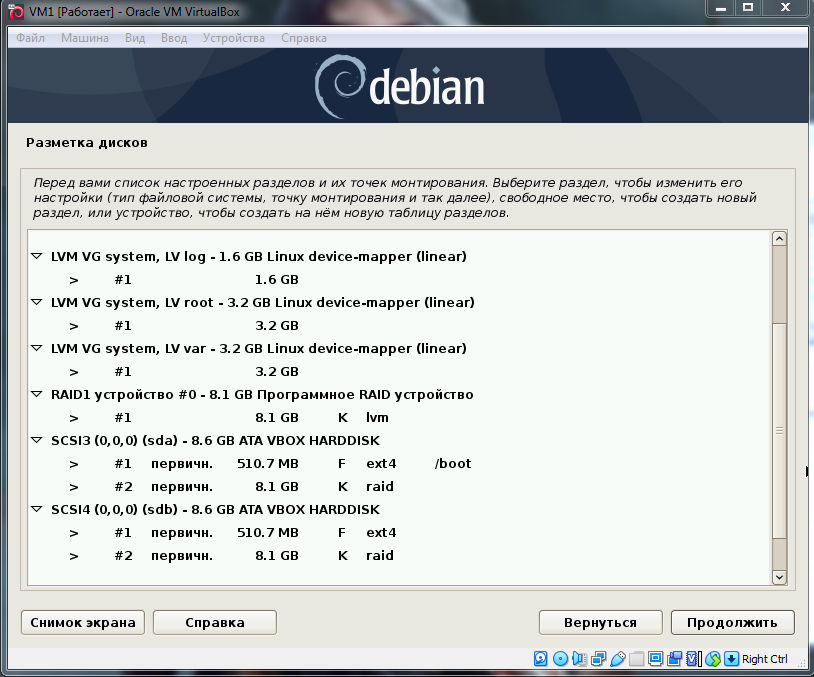 VM1 [Работает] - Oracle VM VirtualBox
Файл Машина Вид Ввод Устройства Справка
debian
Разметка дисков
Перед вами список настроенных разделов и их точек монтирования. Выберите раздел, чтобы изменить его
настройки (тип файловой системы, точку монтирования и так далее), свободное место, чтобы создать новый
раздел, или устройство, чтобы создать на нём новую таблицу разделов.
LVM VG system, LV log - 1.6 GB Linux device-mapper (linear)
> #1 1.6 GB
LVM VG system, LV root - 3.2 GB Linux device-mapper (linear)
> #1 3.2 GB
LVM VG system, LV var - 3.2 GB Linux device-mapper (linear)
> #1 3.2 GB
RAID1 устройство #0 - 8.1 GB Программное RAID устройство
> #1 8.1 GB K lvm
SCSI3 (0,0,0) (sda) - 8.6 GB ATA VBOX HARDDISK
> #1 первичн. 510.7 MB F ext4 /boot
> #2 первичн. 8.1 GB K raid
SCSI4 (0,0,0) (sdb) - 8.6 GB ATA VBOX HARDDISK
> #1 первичн. 510.7 MB F ext4
> #2 первичн. 8.1 GB K raid
Снимок экрана Справка Вернуться Продолжить
Right Ctrl